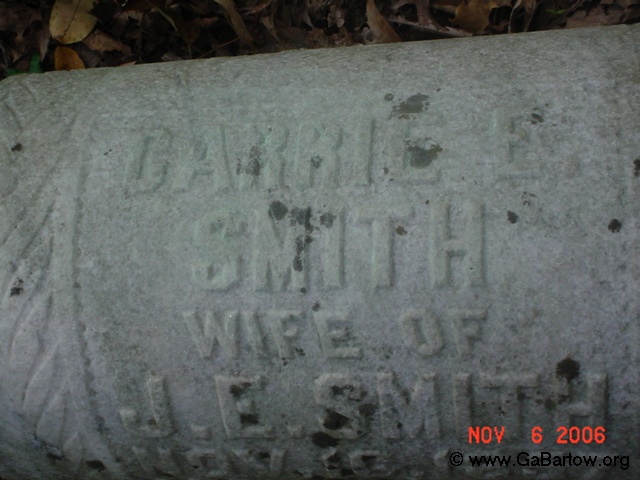 CARRIE E.
SMITH
WIFE OF
J.E. SMITH
NOV 6 2006
© www.GaBartow.org